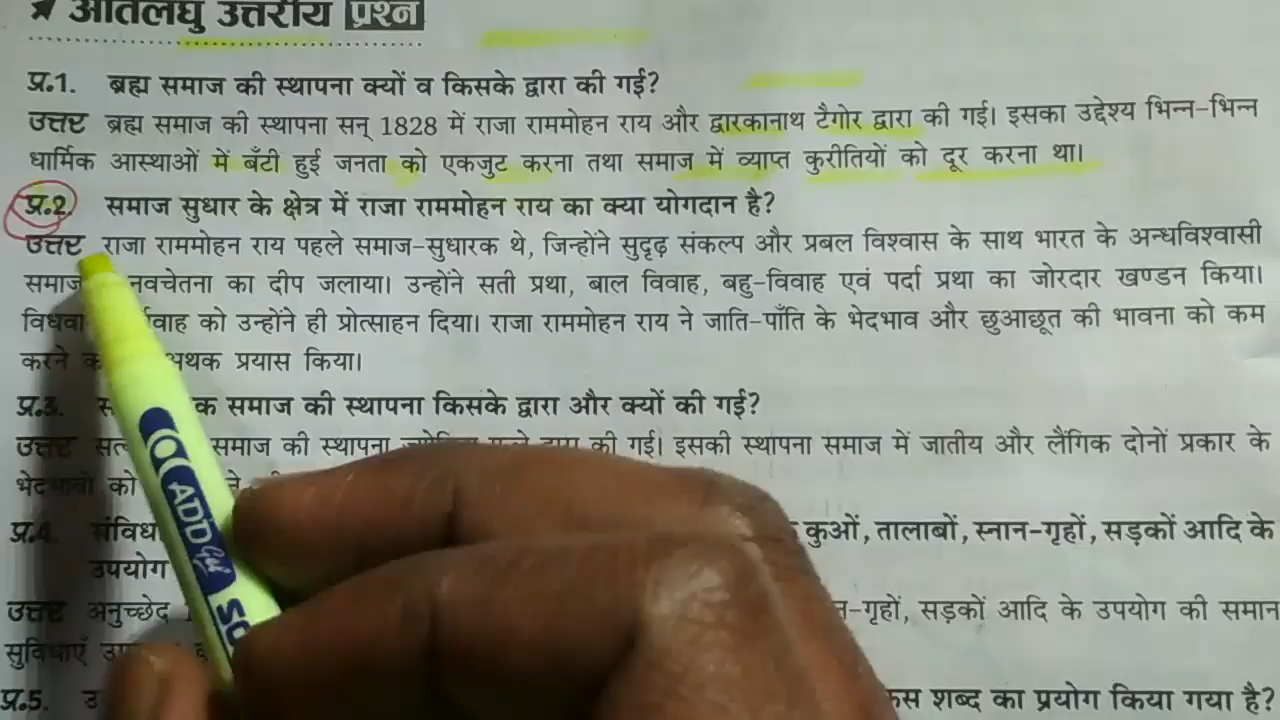 ★ अतिलघु उत्तरीय प्रश्न
प्र.1. ब्रह्म समाज की स्थापना क्यों व किसके द्वारा की गई?
उत्तर ब्रह्म समाज की स्थापना सन् 1828 में राजा राममोहन राय और द्वारकानाथ टैगोर द्वारा की गई। इसका उद्देश्य भिन्न-भिन्न
धार्मिक आस्थाओं में बँटी हुई जनता को एकजुट करना तथा समाज में व्याप्त कुरीतियों को दूर करना था।
प्र.2. समाज सुधार के क्षेत्र में राजा राममोहन राय का क्या योगदान है?
उत्तर राजा राममोहन राय पहले समाज-सुधारक थे, जिन्होंने सुदृढ़ संकल्प और प्रबल विश्वास के साथ भारत के अन्धविश्वासी
समाज नवचेतना का दीप जलाया। उन्होंने सती प्रथा, बाल विवाह, बहु-विवाह एवं पर्दा प्रथा का जोरदार खण्डन किया।
विधवा को उन्होंने ही प्रोत्साहन दिया। राजा राममोहन राय ने जाति-पाँति के भेदभाव और छुआछूत की भावना को कम
करने अथक प्रयास किया।
प्र.3. समाज की स्थापना किसके द्वारा और क्यों की गई?
उत्तर समाज की स्थापना की गई। इसकी स्थापना समाज में जातीय और लैंगिक दोनों प्रकार के
भेदभावों को
प्र.4. कुओं, तालाबों, स्नान-गृहों, सड़कों आदि के
उपयोग
उत्तर अनुच्छेद सड़कों आदि के उपयोग की समान
सुविधाएँ
प्र.5. शब्द का प्रयोग किया गया है?
ADD Gel